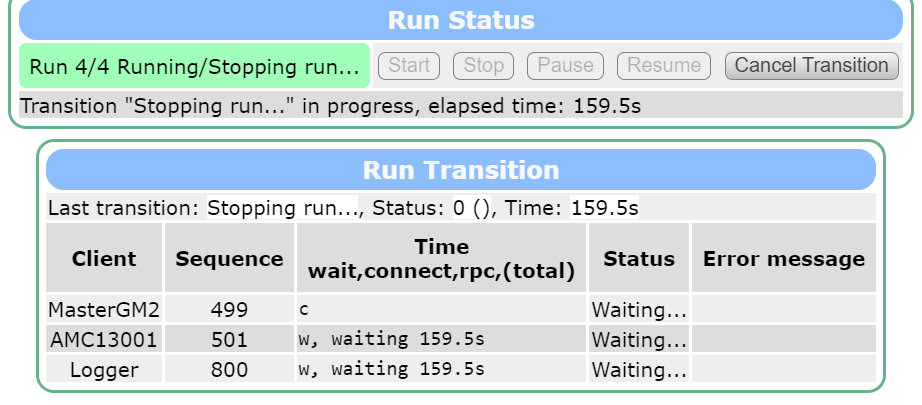 Run Status
Run 4/4 Running/Stopping run... Start Stop Pause Resume Cancel Transition
Transition "Stopping run..." in progress, elapsed time: 159.5s
Run Transition
Last transition: Stopping run..., Status: 0 (), Time: 159.5s
Client Sequence Time wait,connect,rpc,(total) Status Error message
MasterGM2 499 c Waiting...
AMC13001 501 w, waiting 159.5s Waiting...
Logger 800 w, waiting 159.5s Waiting...